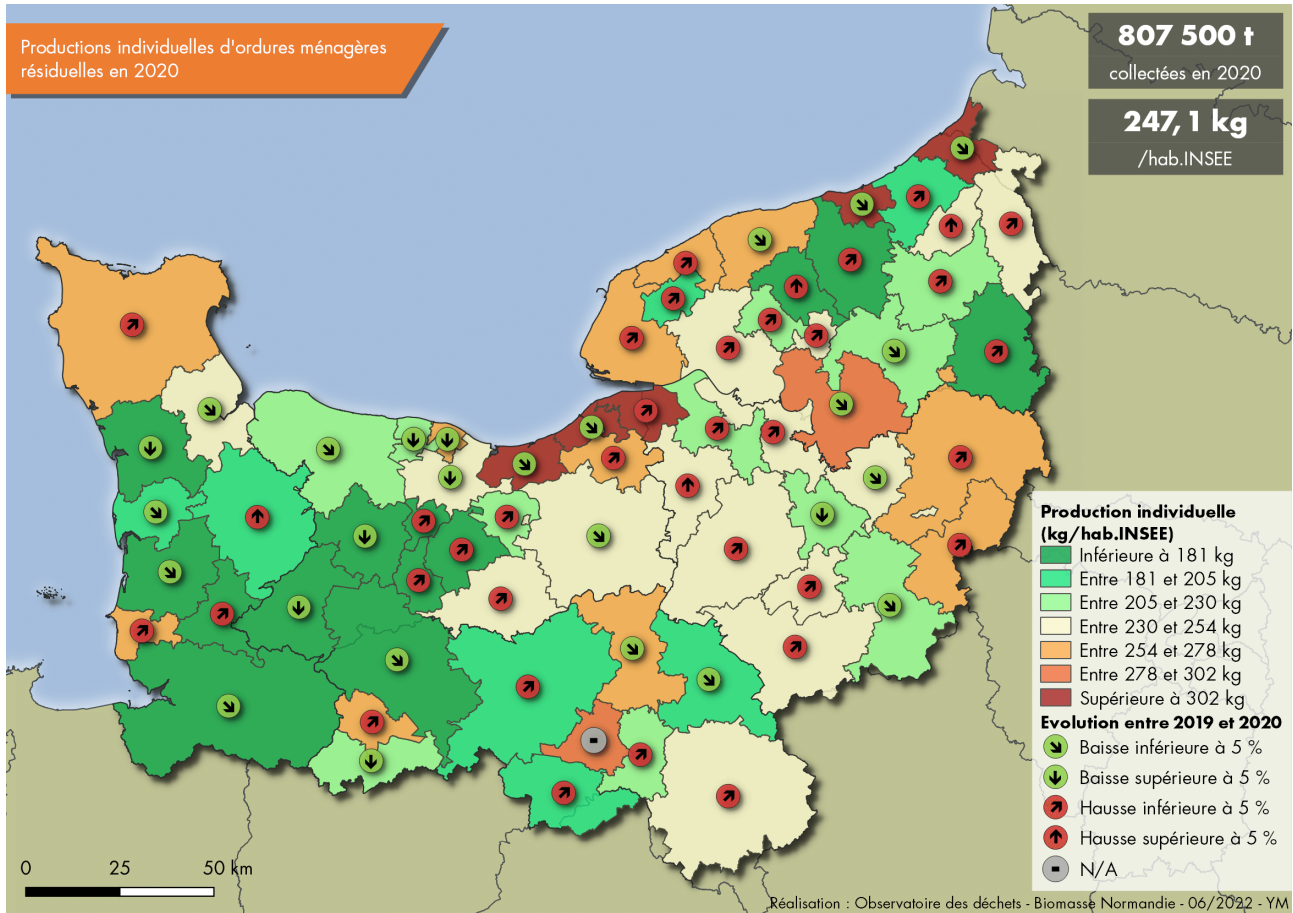 Productions individuelles d'ordures ménagères
résiduelles en 2020
807 500 t
collectées en 2020
247,1 kg
/hab.INSEE
Production individuelle
(kg/hab.INSEE)
Inférieure à 181 kg
Entre 181 et 205 kg
Entre 205 et 230 kg
Entre 230 et 254 kg
Entre 254 et 278 kg
Entre 278 et 302 kg
Supérieure à 302 kg
Evolution entre 2019 et 2020
Baisse inférieure à 5 %
Baisse supérieure à 5 %
Hausse inférieure à 5 %
Hausse supérieure à 5 %
N/A
0 25 50 km
Réalisation : Observatoire des déchets - Biomasse Normandie - 06/2022 - YM